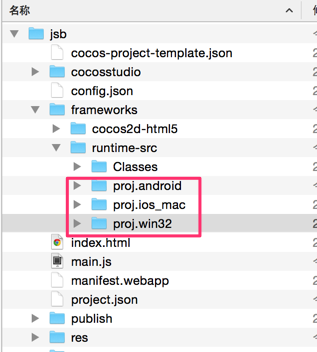 名称
jsb
cocos-project-template.json
cocosstudio
config.json
frameworks
cocos2d-html5
runtime-src
Classes
proj.android
proj.ios_mac
proj.win32
index.html
main.js
manifest.webapp
project.json
publish
res